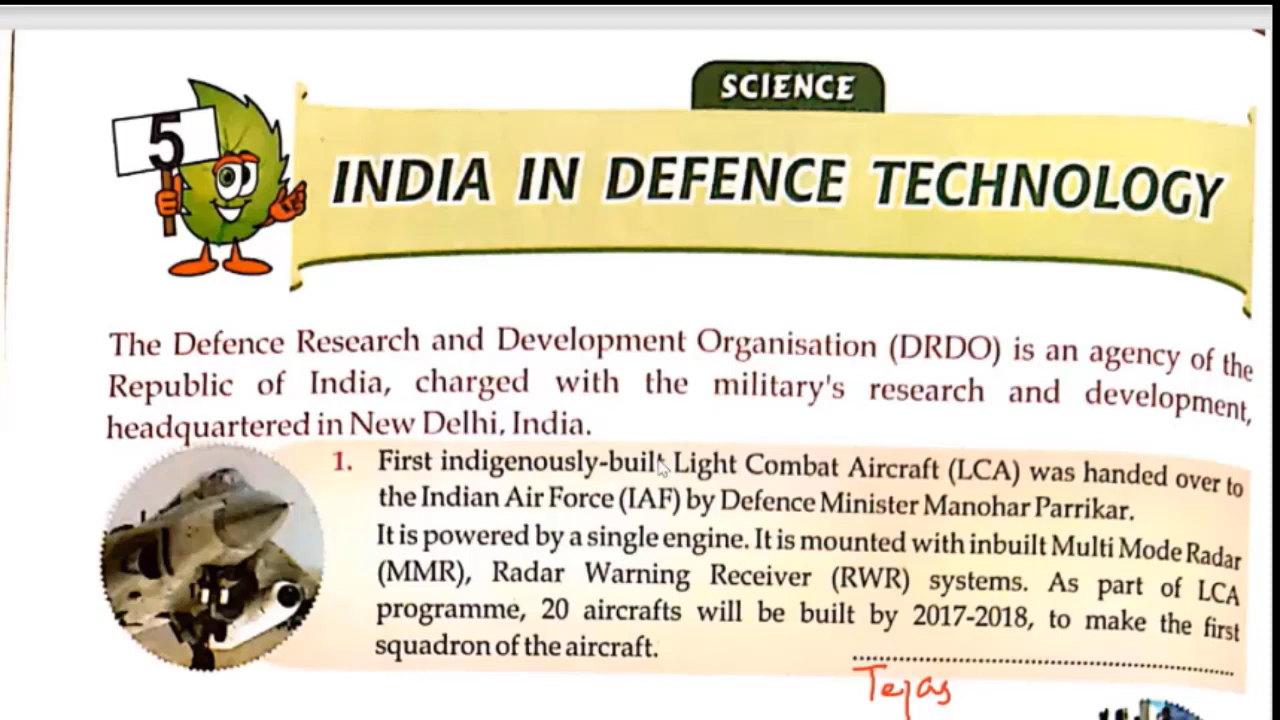 SCIENCE
5
INDIA IN DEFENCE TECHNOLOGY
The Defence Research and Development Organisation (DRDO) is an agency of the
Republic of India, charged with the military's research and development,
headquartered in New Delhi, India.
1. First indigenously-built Light Combat Aircraft (LCA) was handed over to
the Indian Air Force (IAF) by Defence Minister Manohar Parrikar.
It is powered by a single engine. It is mounted with inbuilt Multi Mode Radar
(MMR), Radar Warning Receiver (RWR) systems. As part of LCA
programme, 20 aircrafts will be built by 2017-2018, to make the first
squadron of the aircraft.
Tejas